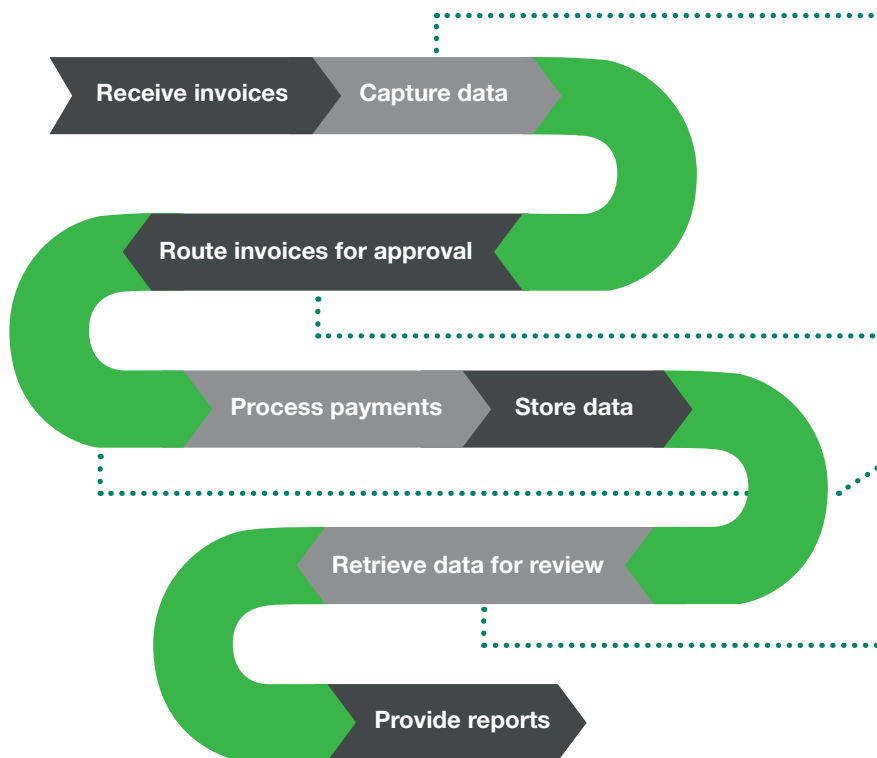 Receive invoices
Capture data
Route invoices for approval
Process payments
Store data
Retrieve data for review
Provide reports